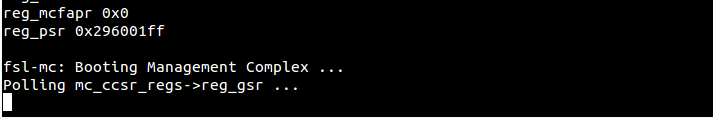 reg_mcfapr 0x0
reg_psr 0x296001ff
fsl-mc: Booting Management Complex ...
Polling mc_ccsr_regs->reg_gsr ...